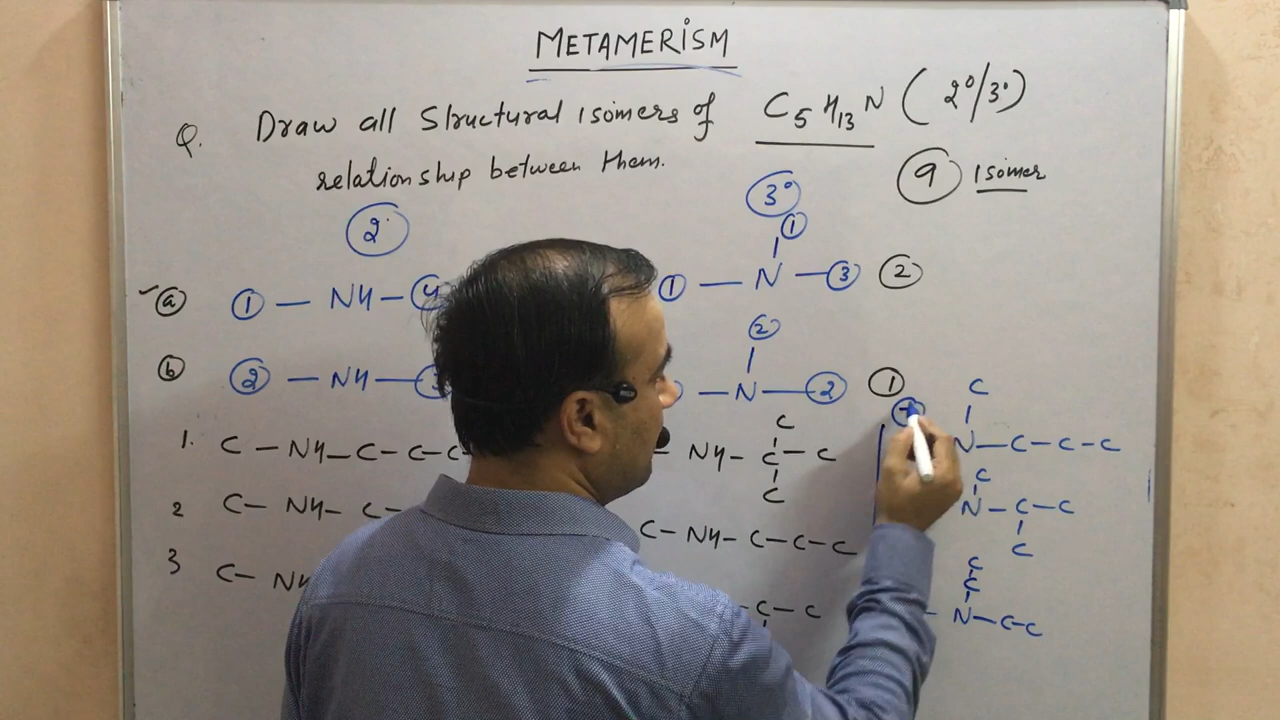 METAMERISM
Q. Draw all Structural isomers of C5H13N (2°/3°)
relationship between them.
9 Isomer
2°
3°
1
a 1 — NH — 4
1 — N — 3 2
2
b 2 — NH —
— N — 2 1
C
1. C — NH — C — C — C
C
NH — C — C
C
N — C — C — C
2 C — NH — C —
C — NH — C — C — C
C
N — C — C
C
3 C — NH
— C — C
C
C
— N — C — C